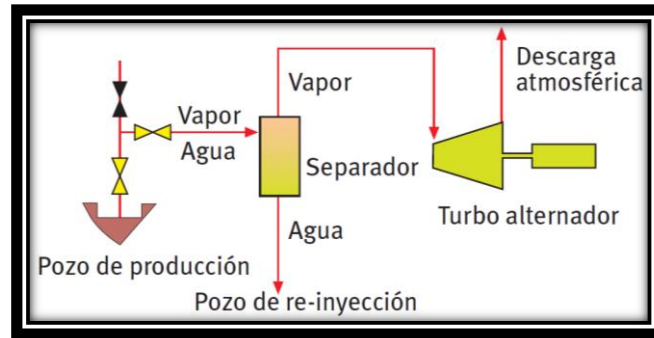 Descarga
atmosférica
Vapor
Vapor
Agua
Separador
Turbo alternador
Agua
Pozo de producción
Pozo de re-inyección